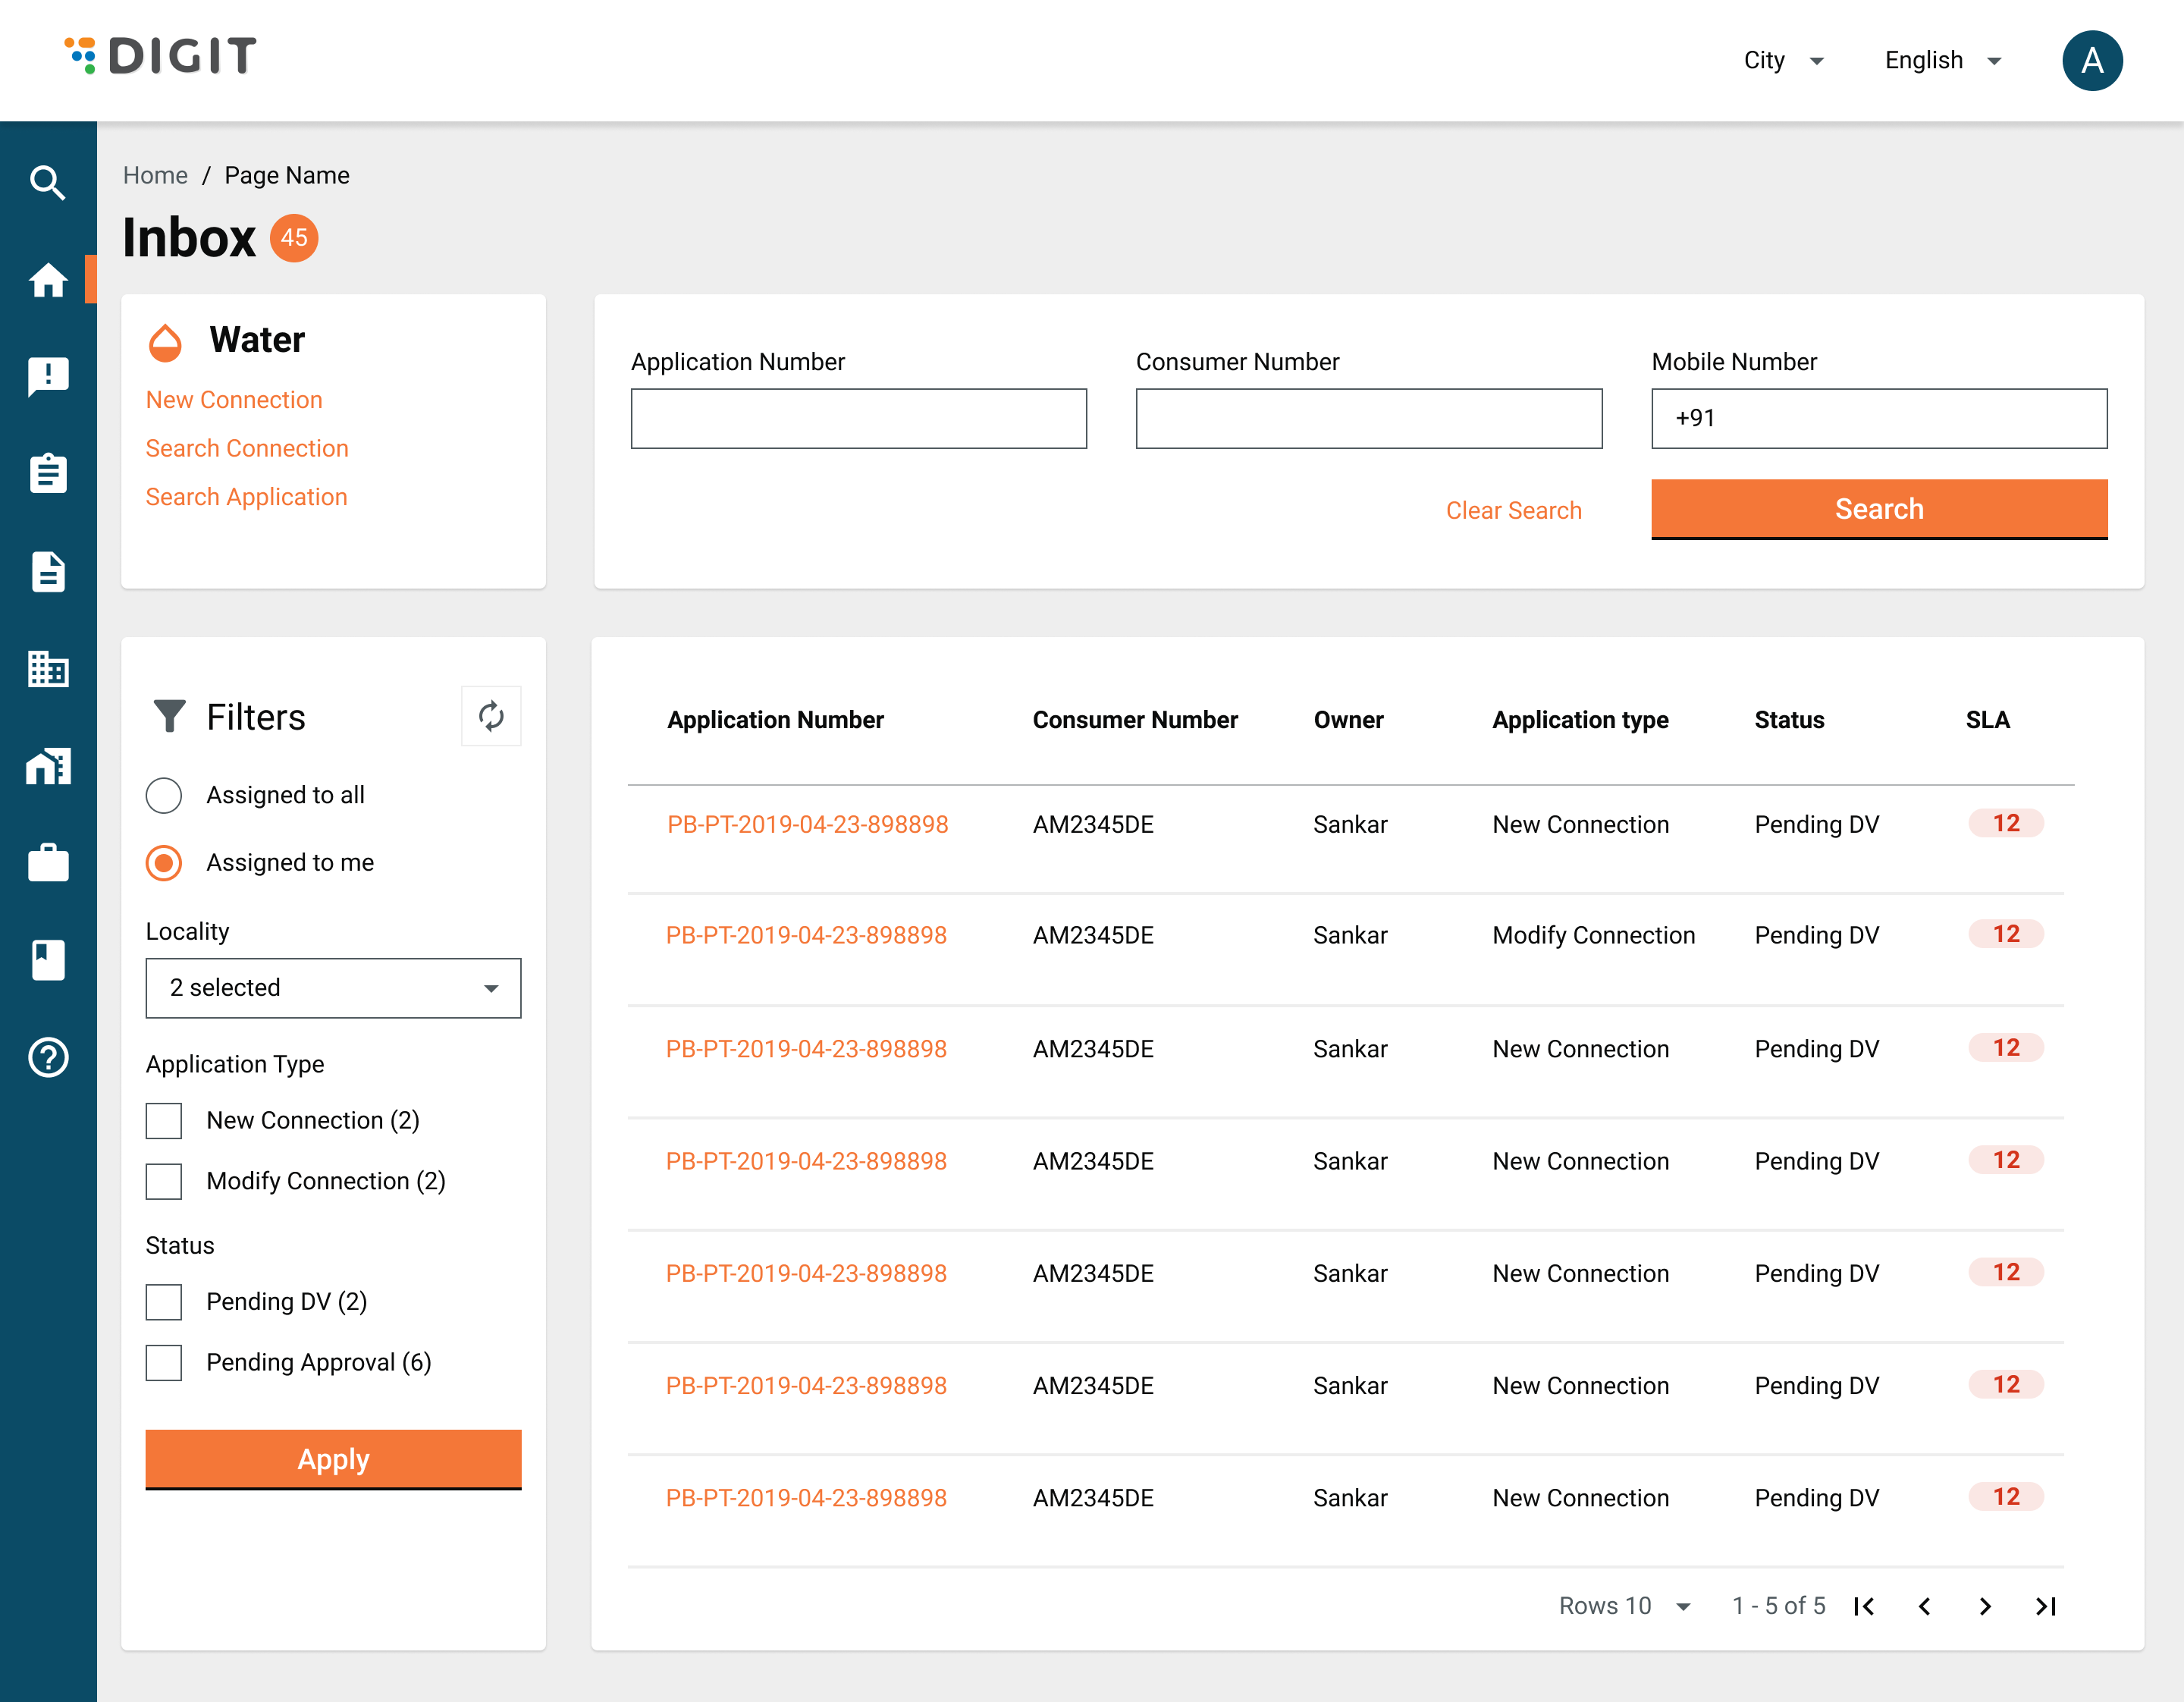 DIGIT
City
English
A
Home / Page Name
Inbox 45
Water
New Connection
Search Connection
Search Application
Application Number
Consumer Number
Mobile Number
+91
Clear Search
Search
Filters
Assigned to all
Assigned to me
Locality
2 selected
Application Type
New Connection (2)
Modify Connection (2)
Status
Pending DV (2)
Pending Approval (6)
Apply
Application Number Consumer Number Owner Application type Status SLA
PB-PT-2019-04-23-898898 AM2345DE Sankar New Connection Pending DV 12
PB-PT-2019-04-23-898898 AM2345DE Sankar Modify Connection Pending DV 12
PB-PT-2019-04-23-898898 AM2345DE Sankar New Connection Pending DV 12
PB-PT-2019-04-23-898898 AM2345DE Sankar New Connection Pending DV 12
PB-PT-2019-04-23-898898 AM2345DE Sankar New Connection Pending DV 12
PB-PT-2019-04-23-898898 AM2345DE Sankar New Connection Pending DV 12
PB-PT-2019-04-23-898898 AM2345DE Sankar New Connection Pending DV 12
Rows 10 1 - 5 of 5